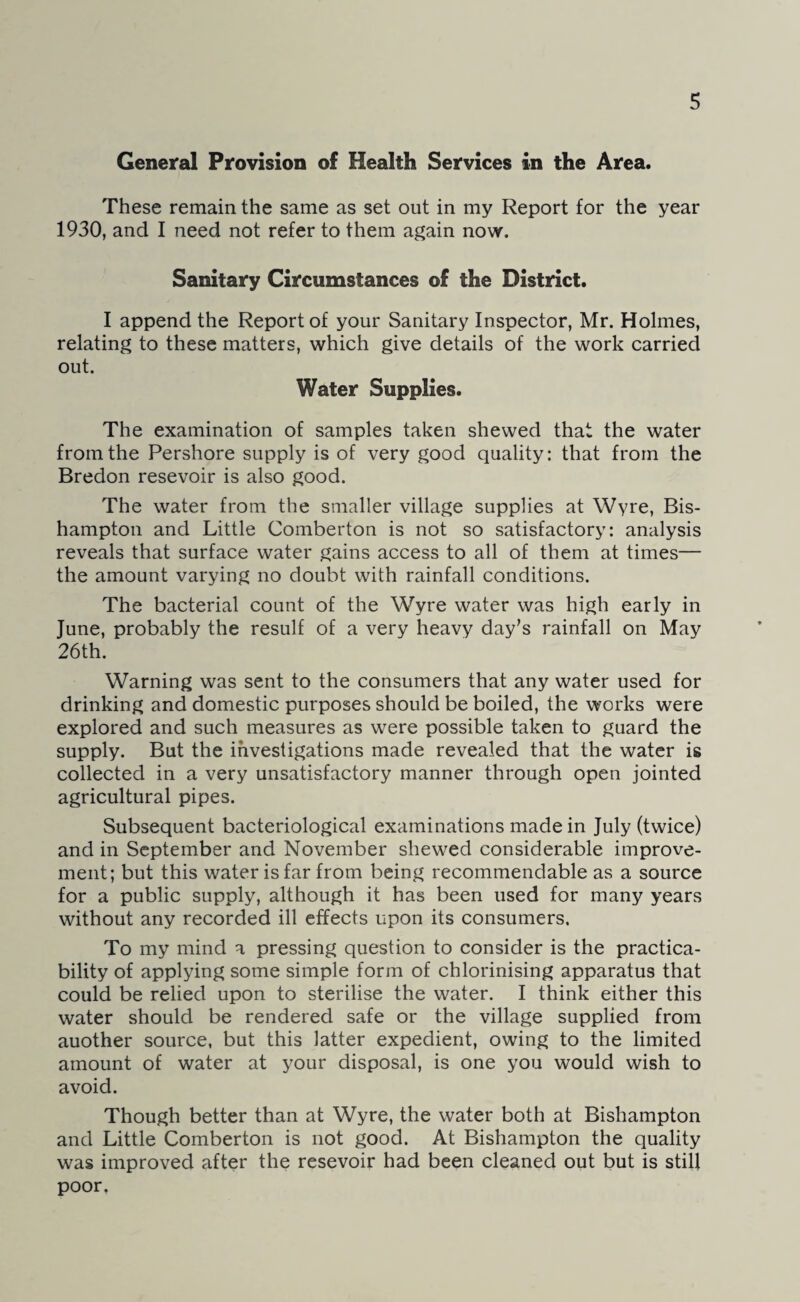 5
General Provision of Health Services in the Area.
These remain the same as set out in my Report for the year
1930, and I need not refer to them again now.
Sanitary Circumstances of the District.
I append the Report of your Sanitary Inspector, Mr. Holmes,
relating to these matters, which give details of the work carried
out.
Water Supplies.
The examination of samples taken shewed that the water
from the Pershore supply is of very good quality: that from the
Bredon resevoir is also good.
The water from the smaller village supplies at Wyre, Bis-
hampton and Little Comberton is not so satisfactory: analysis
reveals that surface water gains access to all of them at times—
the amount varying no doubt with rainfall conditions.
The bacterial count of the Wyre water was high early in
June, probably the resulf of a very heavy day's rainfall on May
26th.
Warning was sent to the consumers that any water used for
drinking and domestic purposes should be boiled, the works were
explored and such measures as were possible taken to guard the
supply. But the investigations made revealed that the water is
collected in a very unsatisfactory manner through open jointed
agricultural pipes.
Subsequent bacteriological examinations made in July (twice)
and in September and November shewed considerable improve-
ment; but this water is far from being recommendable as a source
for a public supply, although it has been used for many years
without any recorded ill effects upon its consumers.
To my mind a pressing question to consider is the practica-
bility of applying some simple form of chlorinising apparatus that
could be relied upon to sterilise the water. I think either this
water should be rendered safe or the village supplied from
auother source, but this latter expedient, owing to the limited
amount of water at your disposal, is one you would wish to
avoid.
Though better than at Wyre, the water both at Bishampton
and Little Comberton is not good. At Bishampton the quality
was improved after the resevoir had been cleaned out but is still
poor.